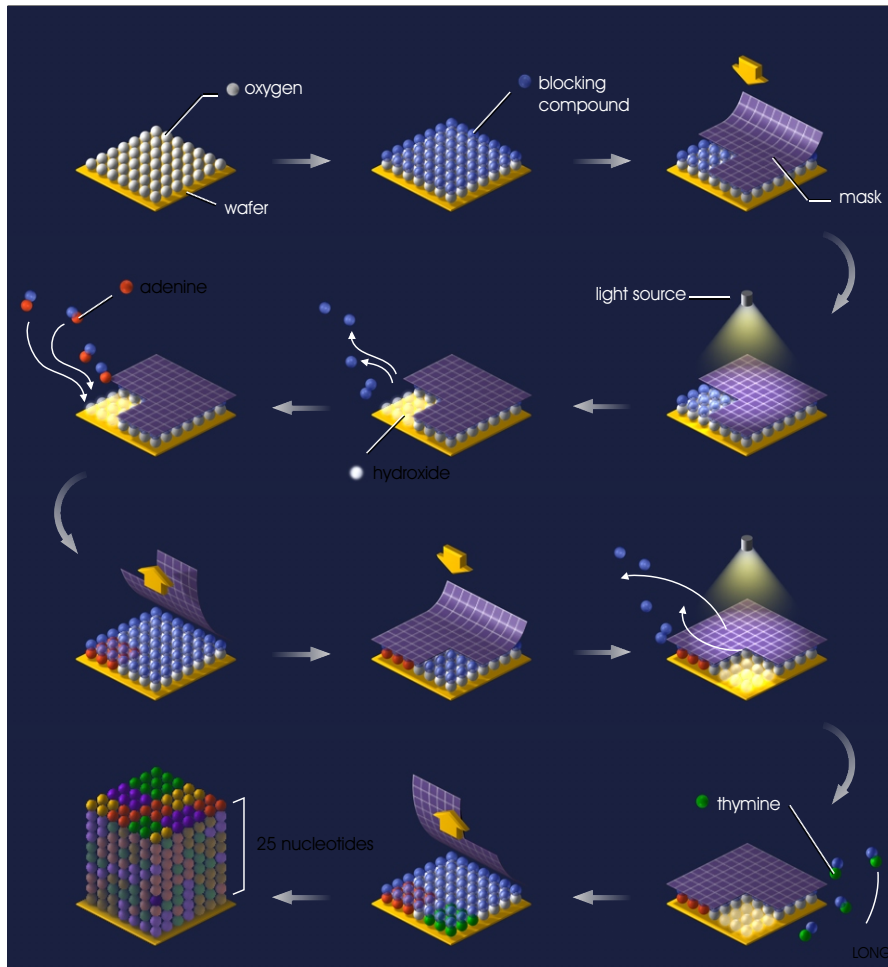 oxygen
blocking
compound
wafer
mask
light source
adenine
hydroxide
thymine
25 nucleotides
LONG